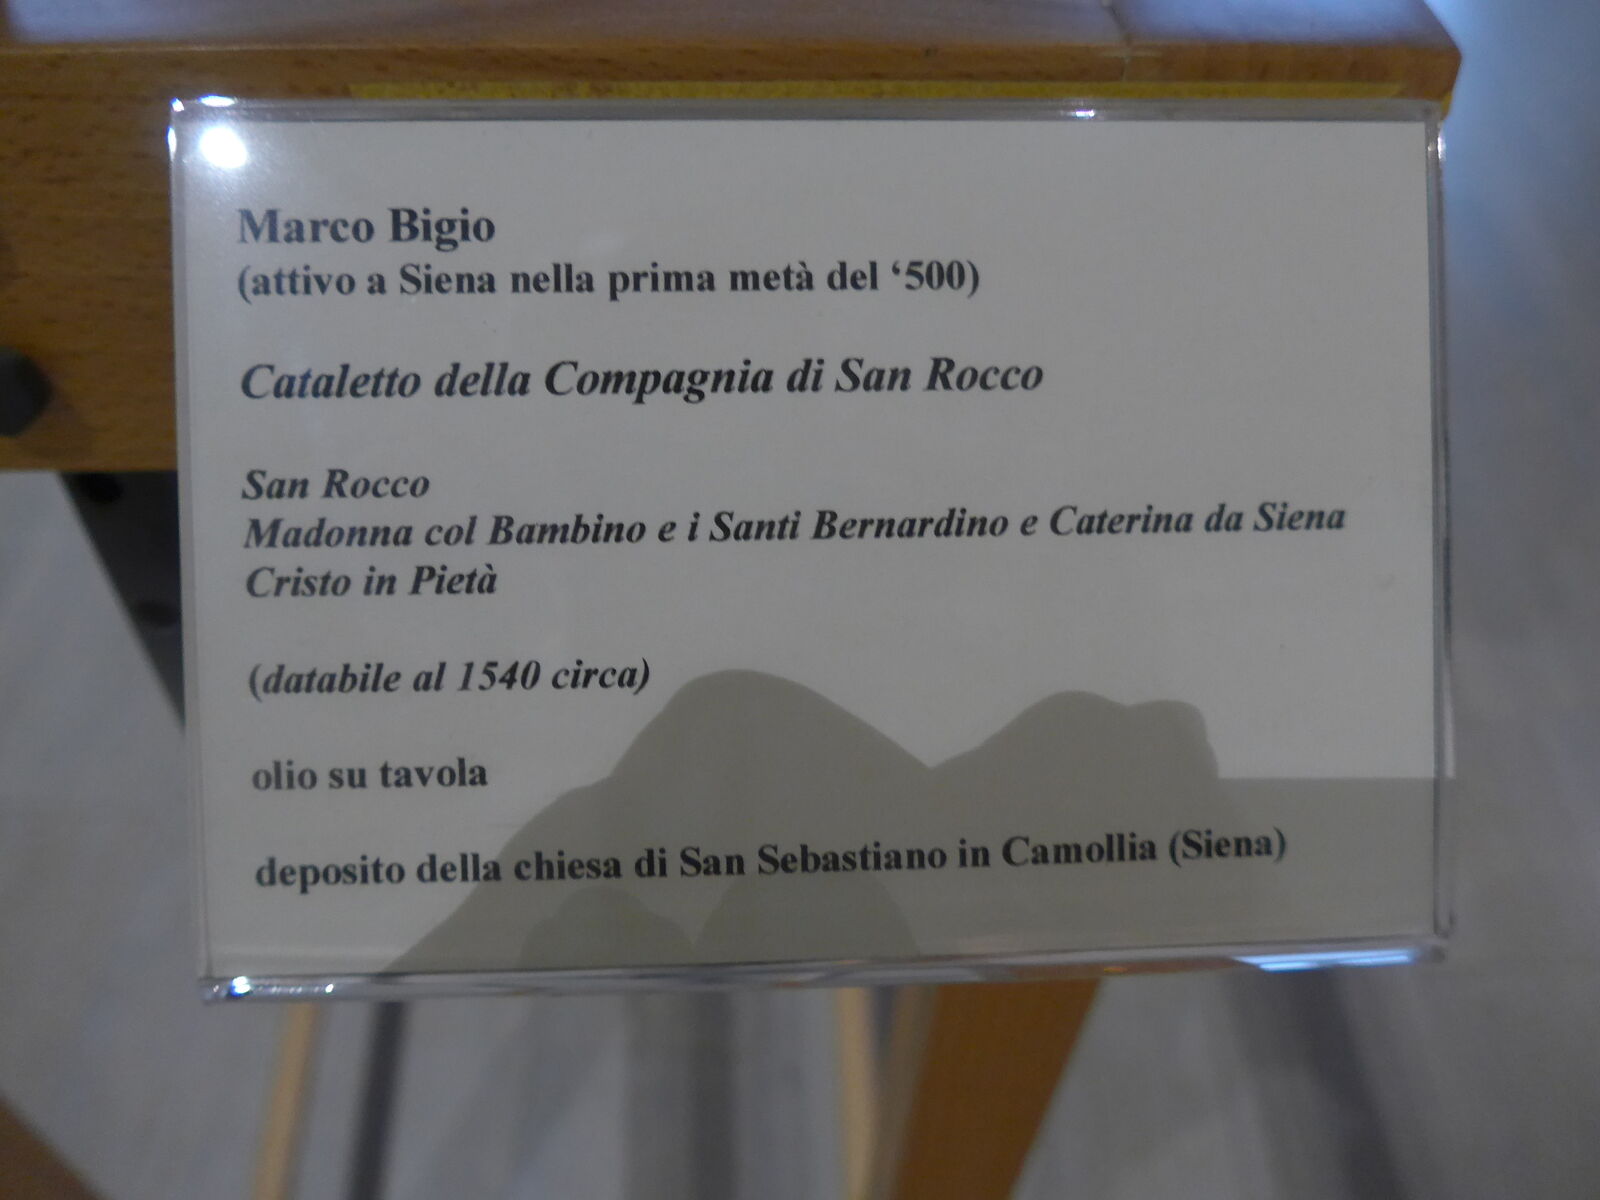 Marco Bigio
(attivo a Siena nella prima metà del ‘500)
Cataletto della Compagnia di San Rocco
San Rocco
Madonna col Bambino e i Santi Bernardino e Caterina da Siena
Cristo in Pietà
(databile al 1540 circa)
olio su tavola
deposito della chiesa di San Sebastiano in Camollia (Siena)